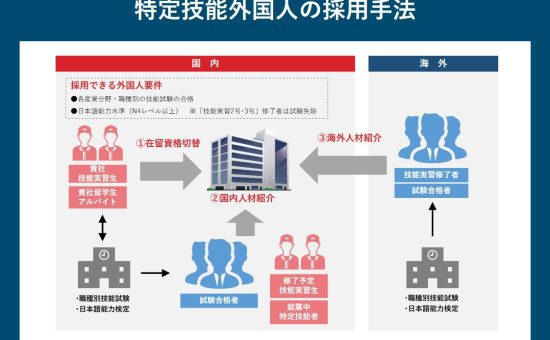 特定技能外国人の採用手法
国 内
海 外
採用できる外国人要件
●各産業分野・職種別の技能試験の合格
●日本語能力水準（N4レベル以上）　※「技能実習2号・3号」修了者は試験免除
①在留資格切替
③海外人材紹介
貴社
技能実習生
貴社留学生
アルバイト
②国内人材紹介
技能実習修了者
試験合格者
・職種別技能試験
・日本語能力検定
試験合格者
修了予定
技能実習生
就業中
特定技能者
・職種別技能試験
・日本語能力検定